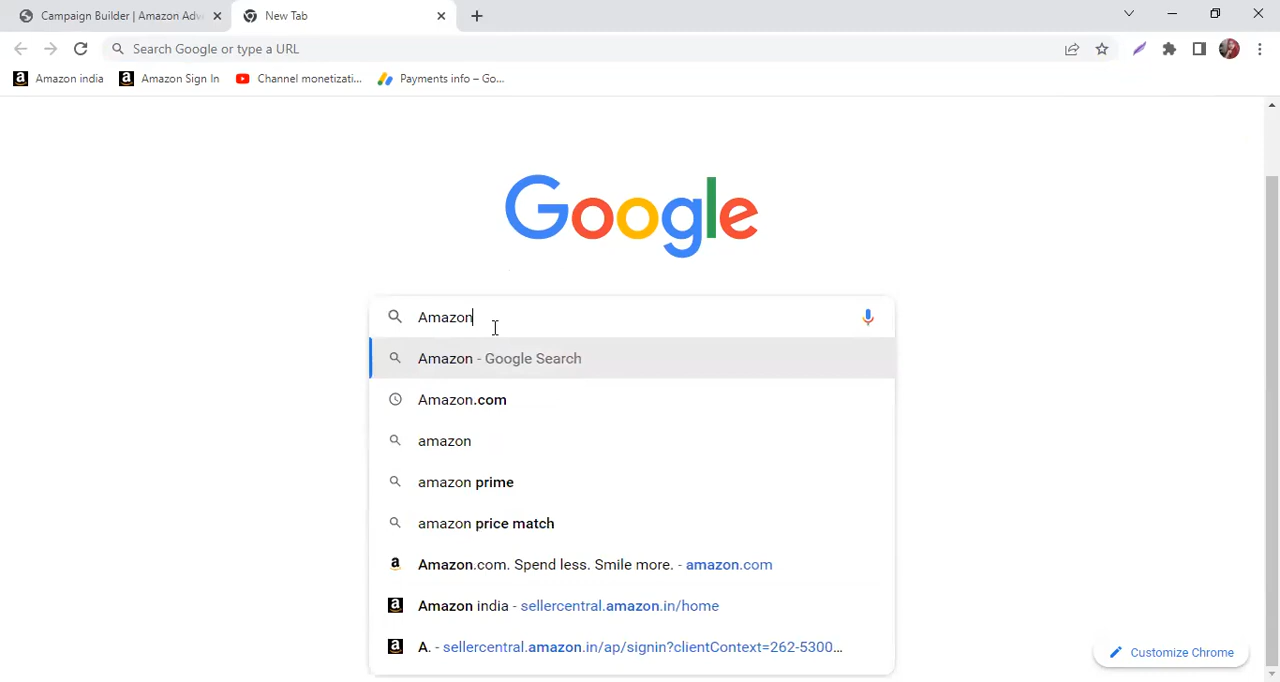 Campaign Builder | Amazon Adv
New Tab
Search Google or type a URL
Amazon india
Amazon Sign In
Channel monetizati...
Payments info – Go...
Google
Amazon
Amazon - Google Search
Amazon.com
amazon
amazon prime
amazon price match
Amazon.com. Spend less. Smile more. - amazon.com
Amazon india - sellercentral.amazon.in/home
A. - sellercentral.amazon.in/ap/signin?clientContext=262-5300...
Customize Chrome